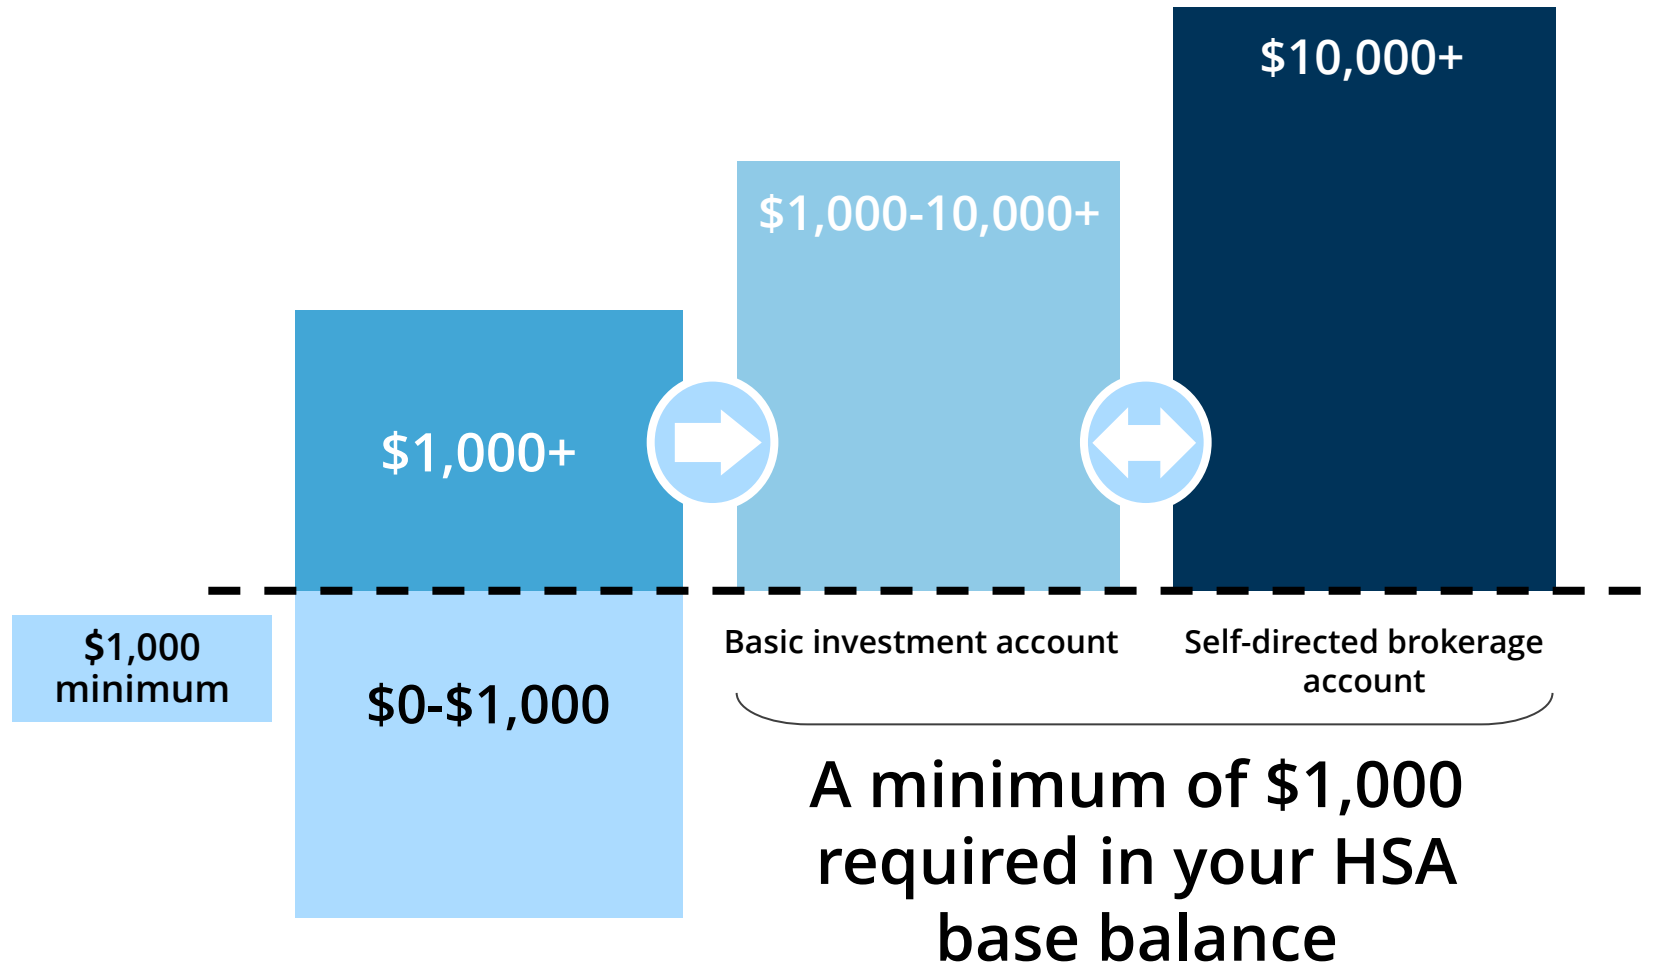 $10,000+
$1,000-10,000+
$1,000+
$1,000
minimum
$0-$1,000
Basic investment account
Self-directed brokerage
account
A minimum of $1,000
required in your HSA
base balance